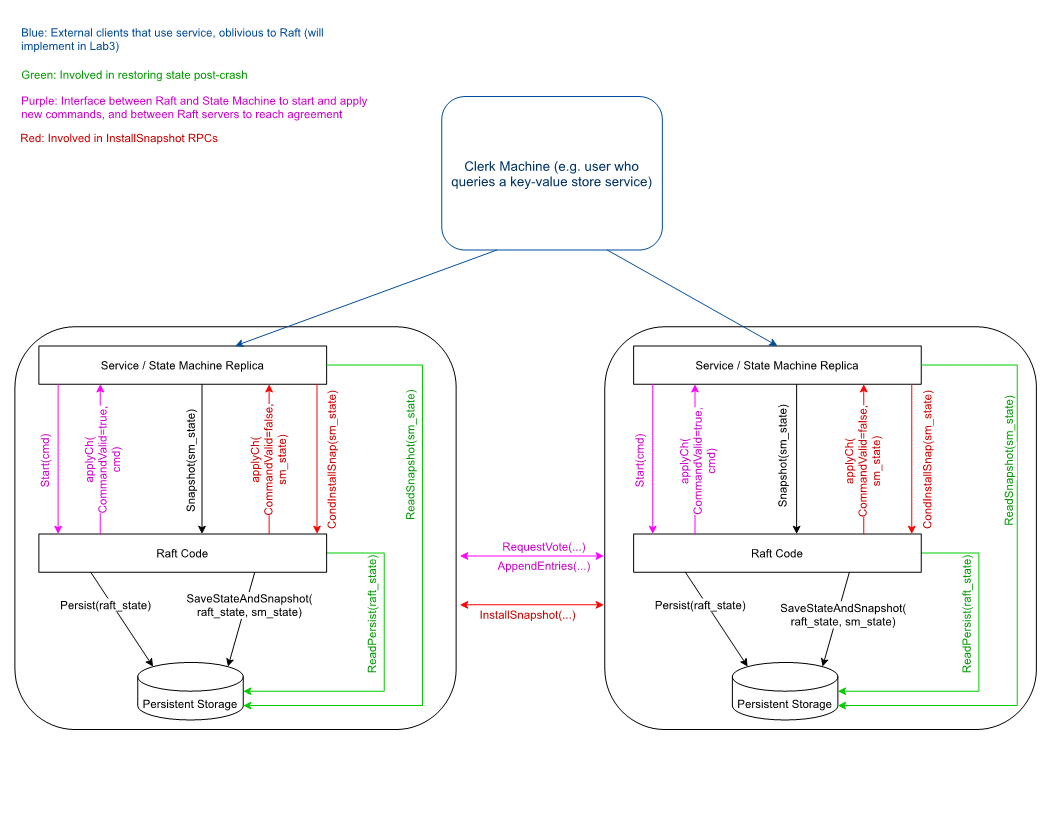 Blue: External clients that use service, oblivious to Raft (will
implement in Lab3)
Green: Involved in restoring state post-crash
Purple: Interface between Raft and State Machine to start and apply
new commands, and between Raft servers to reach agreement
Red: Involved in InstallSnapshot RPCs
Clerk Machine (e.g. user who
queries a key-value store service)
Service / State Machine Replica
Start(cmd)
applyCh(
CommandValid=true,
cmd)
Snapshot(sm_state)
applyCh(
CommandValid=false,
sm_state)
CondInstallSnap(sm_state)
ReadSnapshot(sm_state)
Raft Code
Persist(raft_state)
SaveStateAndSnapshot(
raft_state, sm_state)
ReadPersist(raft_state)
Persistent Storage
RequestVote(...)
AppendEntries(...)
InstallSnapshot(...)
Service / State Machine Replica
Start(cmd)
applyCh(
CommandValid=true,
cmd)
Snapshot(sm_state)
applyCh(
CommandValid=false,
sm_state)
CondInstallSnap(sm_state)
ReadSnapshot(sm_state)
Raft Code
Persist(raft_state)
SaveStateAndSnapshot(
raft_state, sm_state)
ReadPersist(raft_state)
Persistent Storage